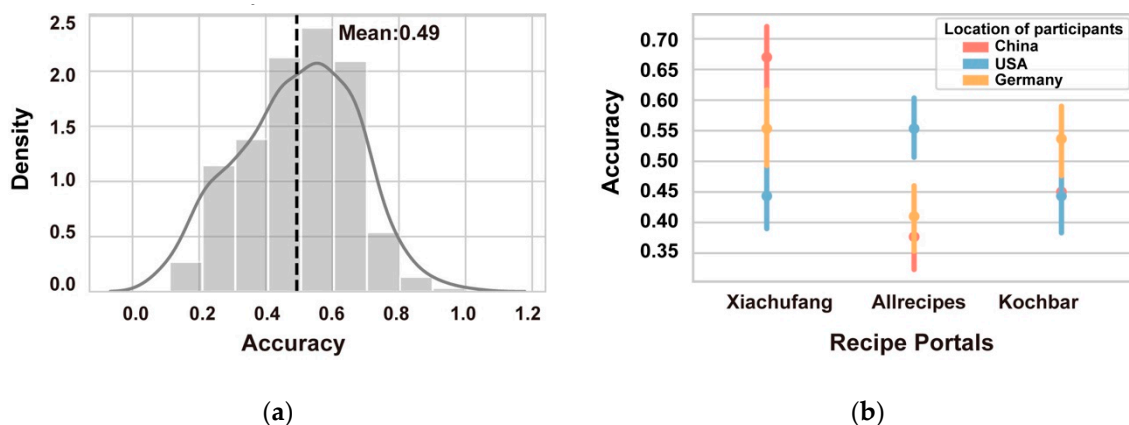 2.5
2.0
1.5
1.0
0.5
0.0
Density
Mean:0.49
0.0 0.2 0.4 0.6 0.8 1.0 1.2
Accuracy
(a)
0.70
0.65
0.60
0.55
0.50
0.45
0.40
0.35
Accuracy
Location of participants
China
USA
Germany
Xiachufang Allrecipes Kochbar
Recipe Portals
(b)